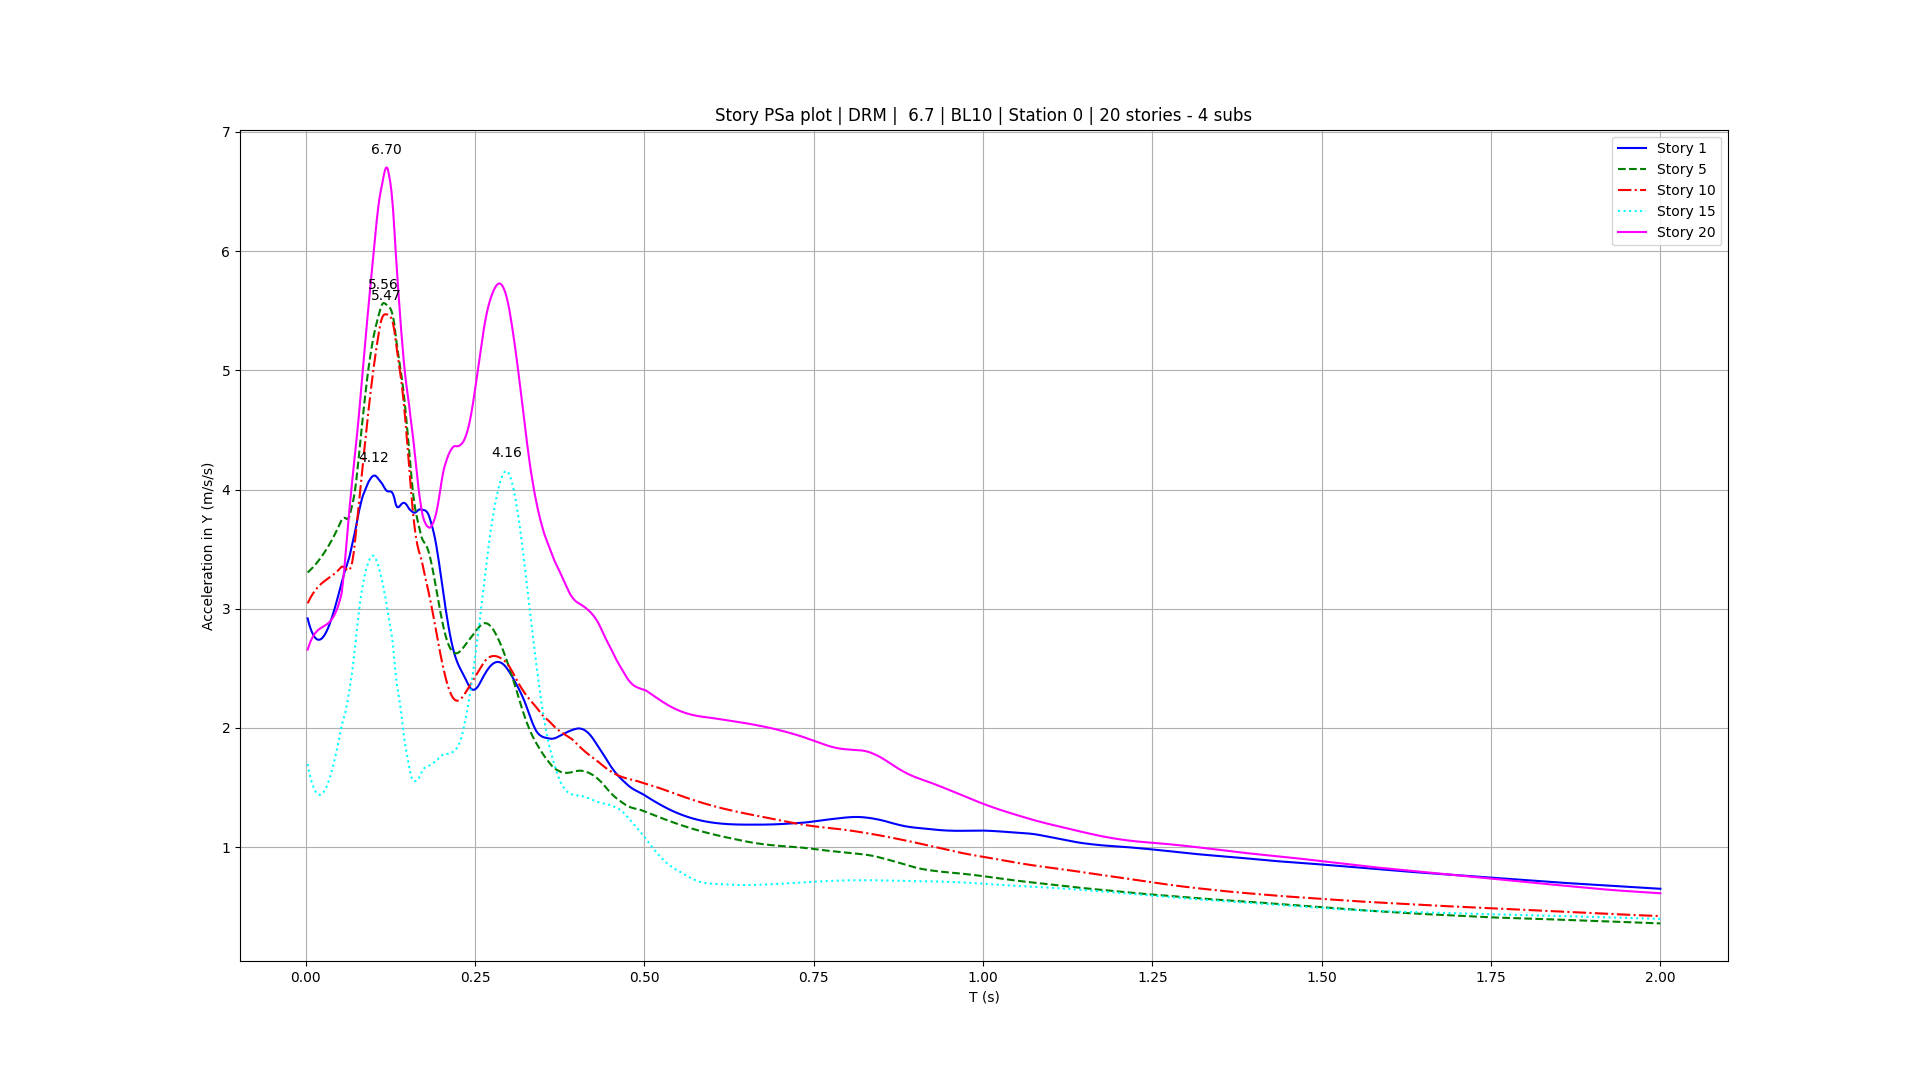 Story PSa plot | DRM |  6.7 | BL10 | Station 0 | 20 stories - 4 subs
Story 1
Story 5
Story 10
Story 15
Story 20
6.70
5.56
5.47
4.12
4.16
7
6
5
4
3
2
1
Acceleration in Y (m/s/s)
0.00 0.25 0.50 0.75 1.00 1.25 1.50 1.75 2.00
T (s)